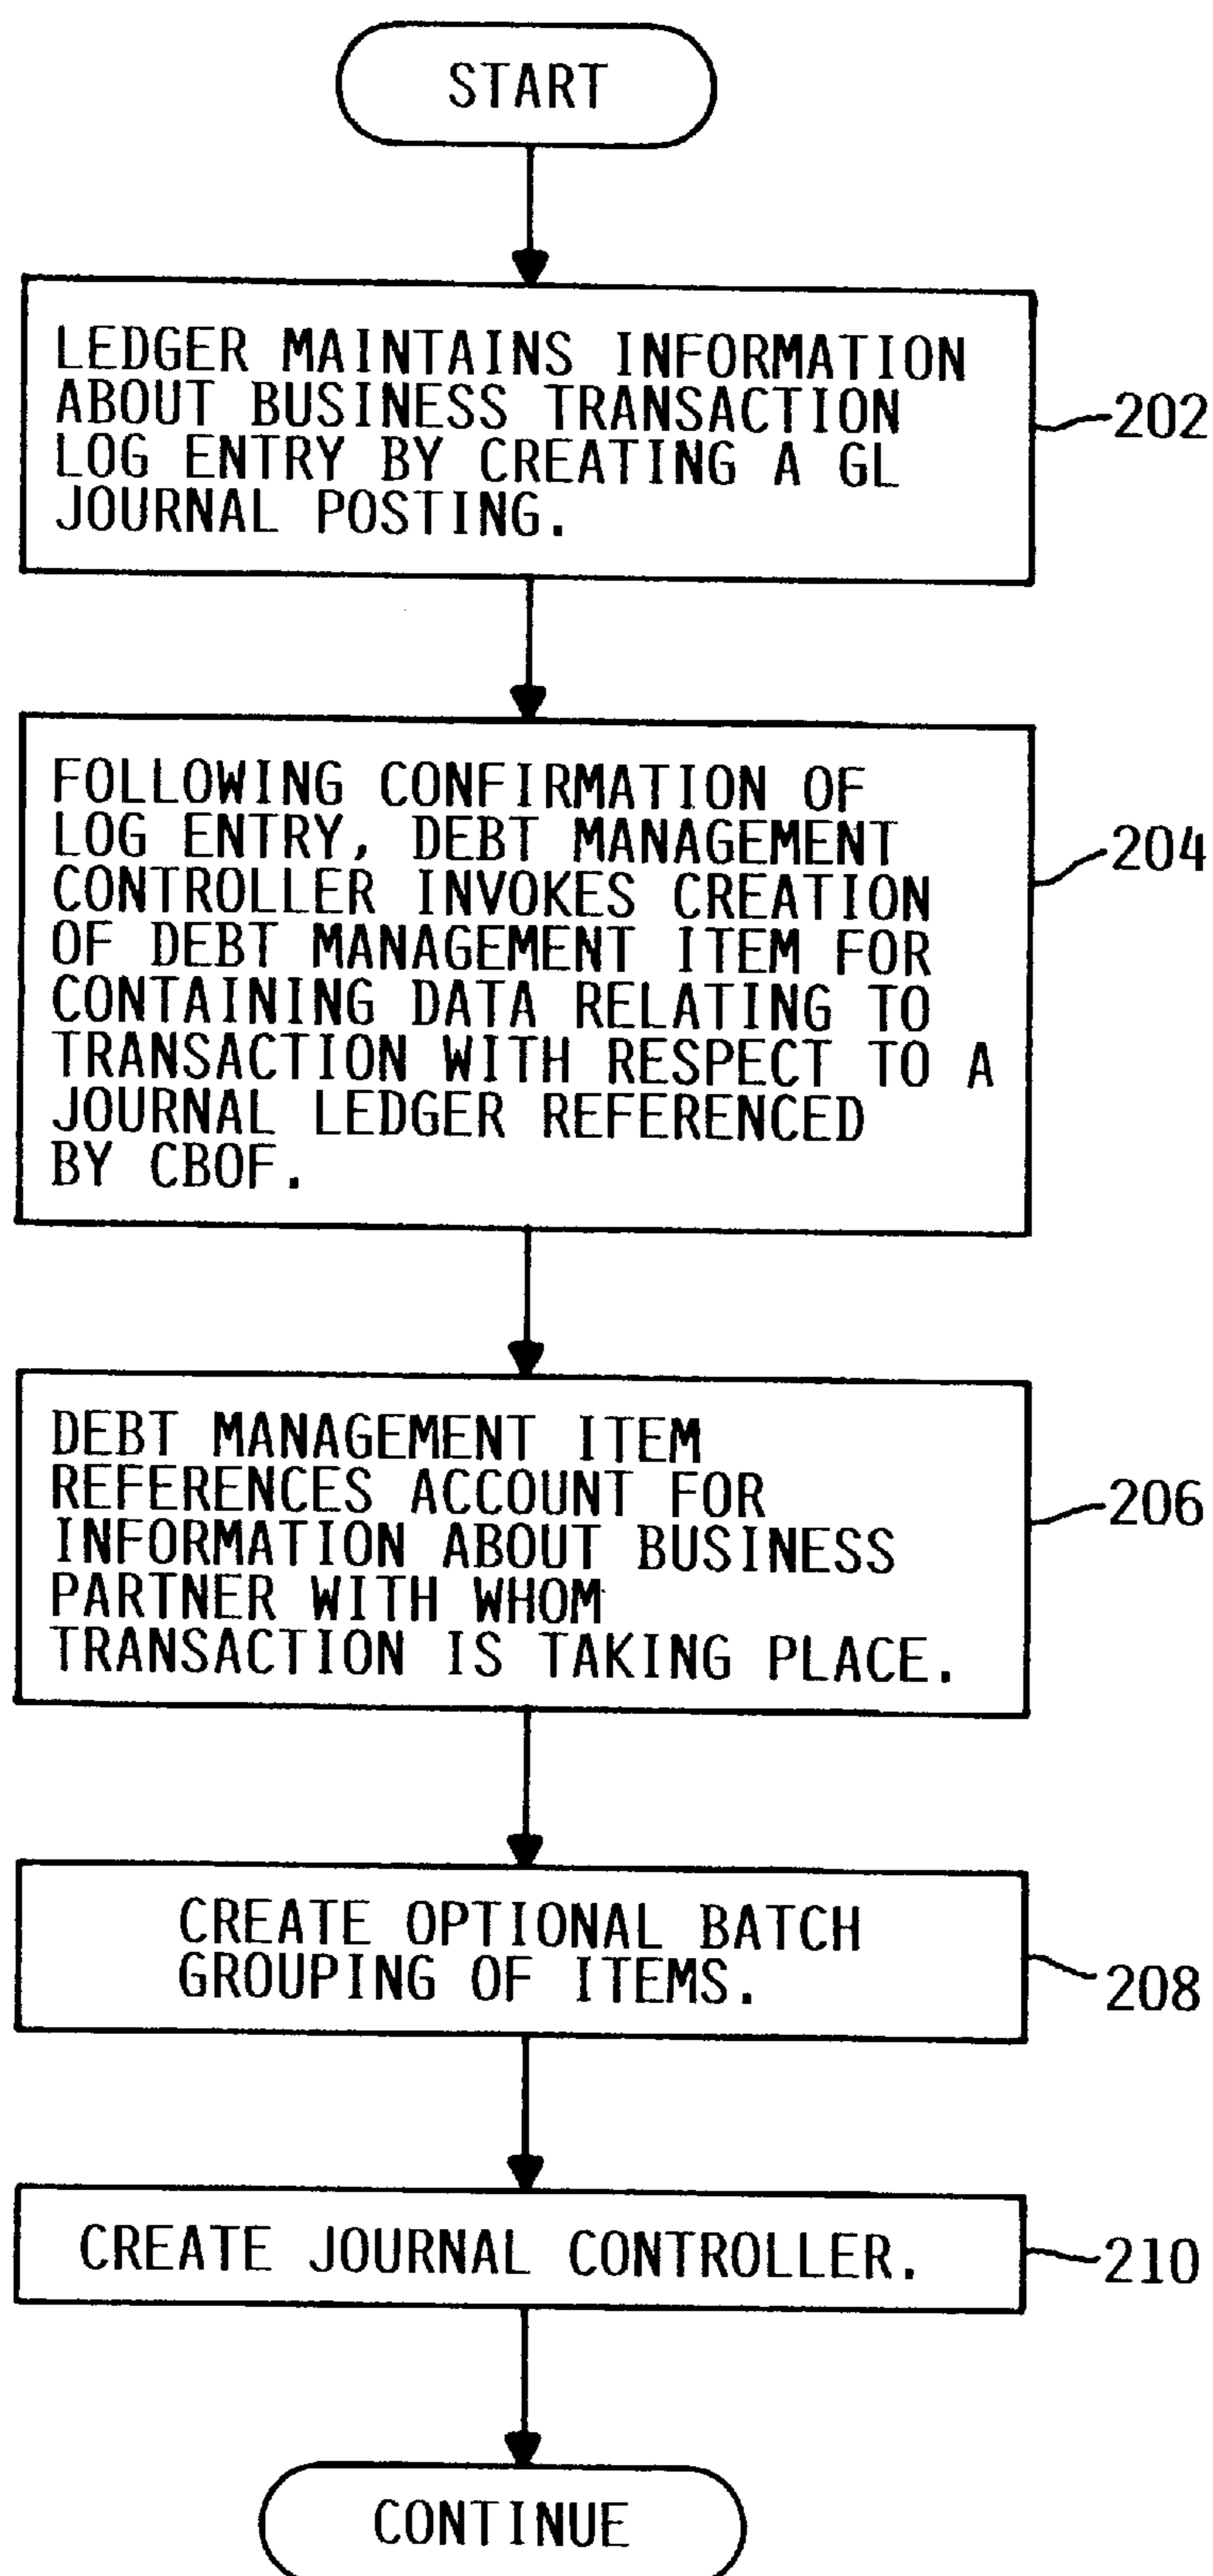 START
LEDGER MAINTAINS INFORMATION
ABOUT BUSINESS TRANSACTION
LOG ENTRY BY CREATING A GL
JOURNAL POSTING.
202
FOLLOWING CONFIRMATION OF
LOG ENTRY, DEBT MANAGEMENT
CONTROLLER INVOKES CREATION
OF DEBT MANAGEMENT ITEM FOR
CONTAINING DATA RELATING TO
TRANSACTION WITH RESPECT TO A
JOURNAL LEDGER REFERENCED
BY CBOF.
204
DEBT MANAGEMENT ITEM
REFERENCES ACCOUNT FOR
INFORMATION ABOUT BUSINESS
PARTNER WITH WHOM
TRANSACTION IS TAKING PLACE.
206
CREATE OPTIONAL BATCH
GROUPING OF ITEMS.
208
CREATE JOURNAL CONTROLLER.
210
CONTINUE